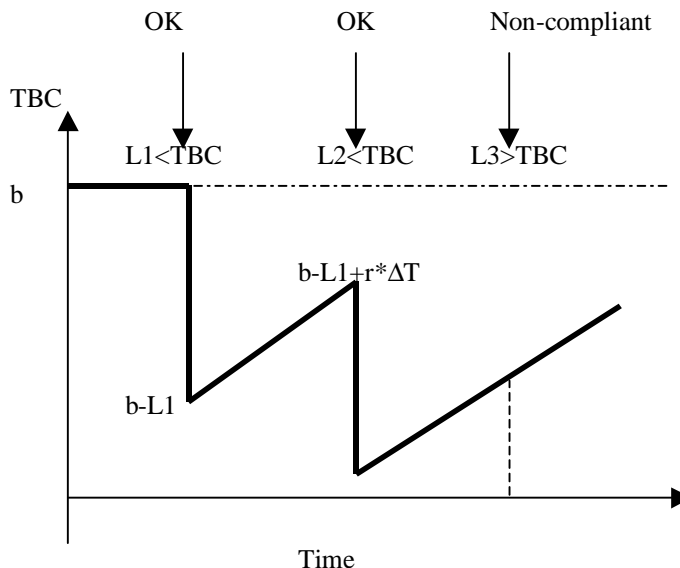 OK OK Non-compliant
TBC
L1<TBC L2<TBC L3>TBC
b
b-L1+r*ΔT
b-L1
Time